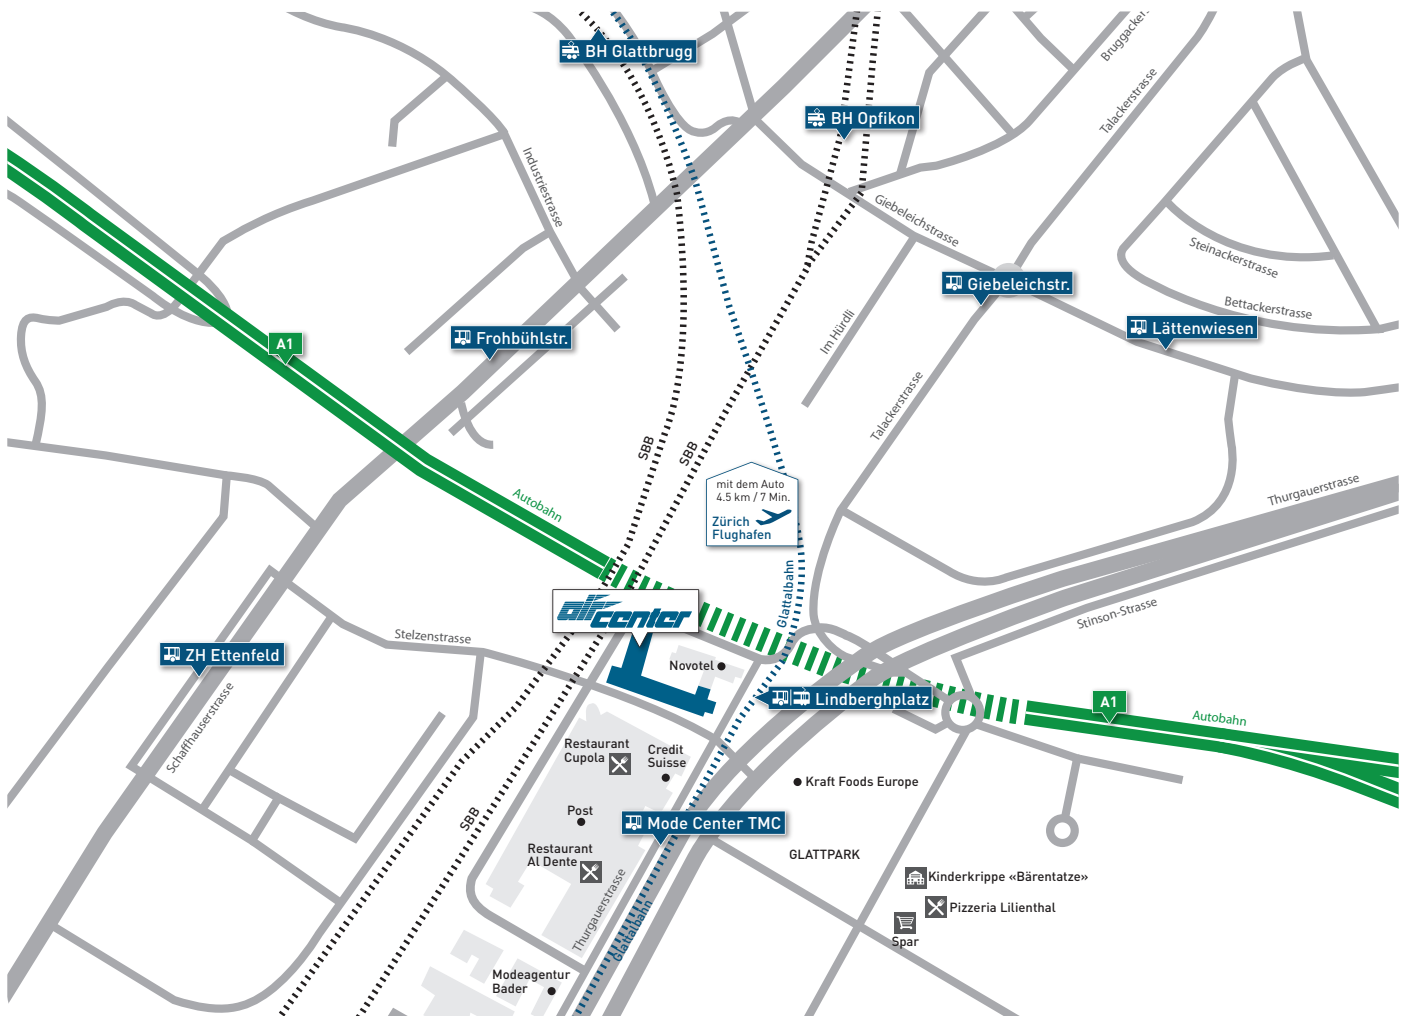 BH Glattbrugg
BH Opfikon
Bruggackerstr
Talackerstrasse
Industriestrasse
Giebeleichstrasse
Steinackerstrasse
Giebeleichstr.
Bettackerstrasse
Lättenwiesen
Im Hürdli
A1
Frohbühlstr.
Talackerstrasse
SBB
SBB
mit dem Auto
4.5 km / 7 Min.
Zürich
Flughafen
Autobahn
Thurgauerstrasse
Glattalbahn
air
center
Stinson-Strasse
Stelzenstrasse
ZH Ettenfeld
Novotel
Lindberghplatz
A1
Autobahn
Schaffhauserstrasse
Restaurant
Cupola
Credit
Suisse
Kraft Foods Europe
SBB
Post
Mode Center TMC
Restaurant
Al Dente
GLATTPARK
Kinderkrippe «Bärentatze»
Pizzeria Lilienthal
Thurgauerstrasse
Glattalbahn
Spar
Modeagentur
Bader